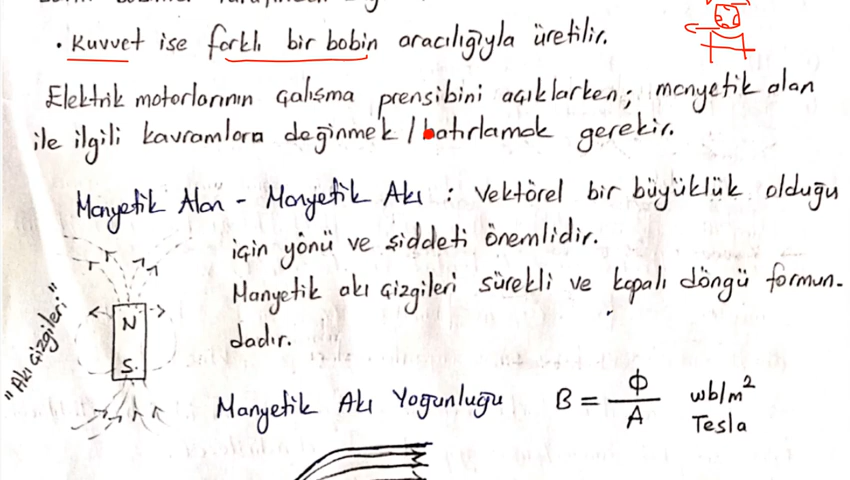 • Kuvvet ise farklı bir bobin aracılığıyla üretilir.
Elektrik motorlarının çalışma prensibini açıklarken; manyetik alan
ile ilgili kavramlara değinmek / hatırlamak gerekir.
Manyetik Alan - Manyetik Akı : Vektörel bir büyüklük olduğu
için yönü ve şiddeti önemlidir.
Manyetik akı çizgileri sürekli ve kapalı döngü formun-
dadır.
"Akı çizgileri"
N
S
Manyetik Akı Yoğunluğu B = Φ / A wb/m²
Tesla